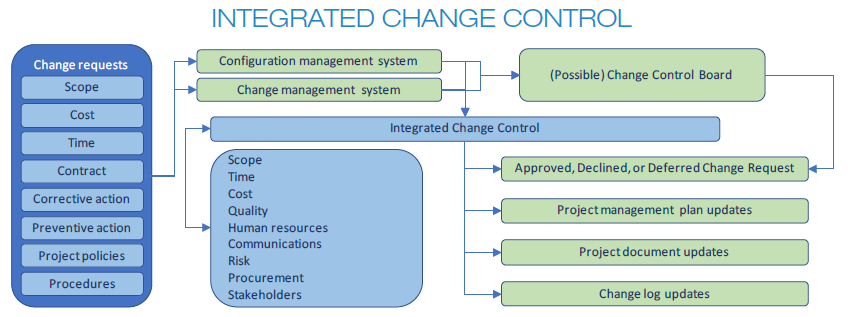 INTEGRATED CHANGE CONTROL
Change requests
Scope
Cost
Time
Contract
Corrective action
Preventive action
Project policies
Procedures
Configuration management system
Change management system
(Possible) Change Control Board
Integrated Change Control
Scope
Time
Cost
Quality
Human resources
Communications
Risk
Procurement
Stakeholders
Approved, Declined, or Deferred Change Request
Project management plan updates
Project document updates
Change log updates